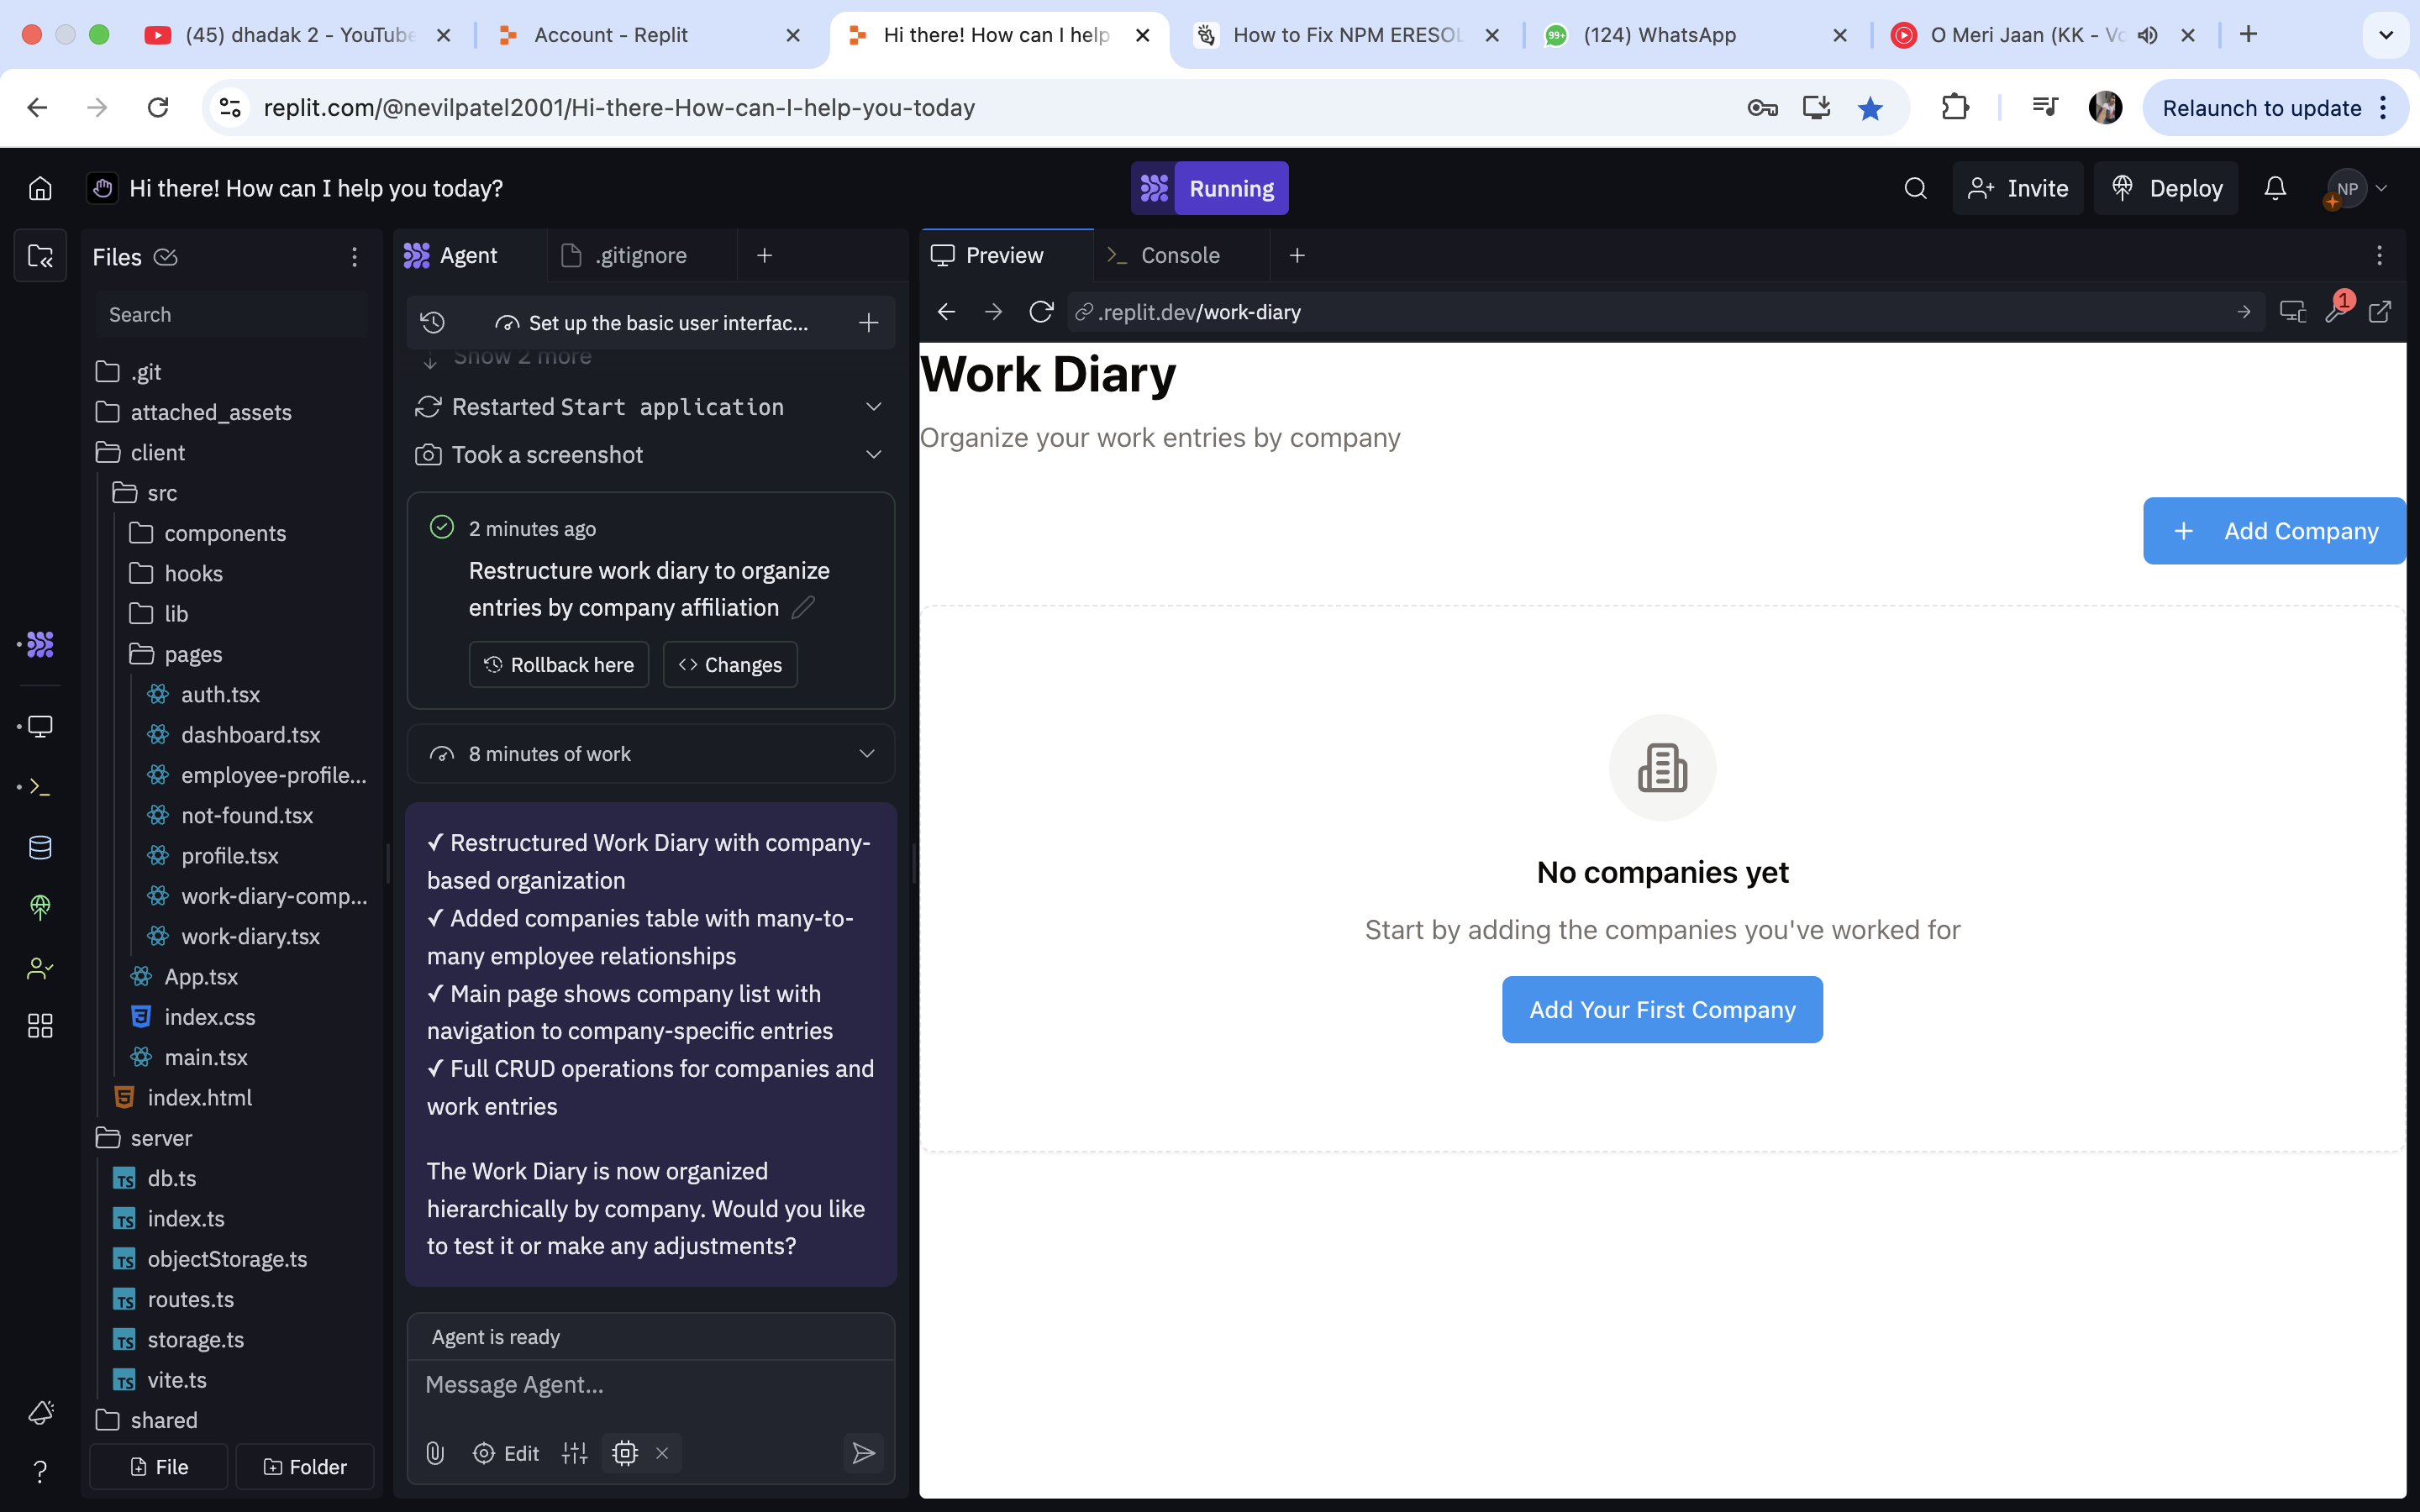 (45) dhadak 2 - YouTube
Account - Replit
Hi there! How can I help
How to Fix NPM ERESOL
99+
(124) WhatsApp
O Meri Jaan (KK - Vo
replit.com/@nevilpatel2001/Hi-there-How-can-I-help-you-today
Relaunch to update
Hi there! How can I help you today?
Running
Invite
Deploy
NP
Files
Search
.git
attached_assets
client
src
components
hooks
lib
pages
auth.tsx
dashboard.tsx
employee-profile...
not-found.tsx
profile.tsx
work-diary-comp...
work-diary.tsx
App.tsx
index.css
main.tsx
index.html
server
TS db.ts
TS index.ts
TS objectStorage.ts
TS routes.ts
TS storage.ts
TS vite.ts
shared
File
Folder
Agent
.gitignore
Set up the basic user interfac...
Show 2 more
Restarted Start application
Took a screenshot
2 minutes ago
Restructure work diary to organize
entries by company affiliation
Rollback here
Changes
8 minutes of work
✓ Restructured Work Diary with company-
based organization
✓ Added companies table with many-to-
many employee relationships
✓ Main page shows company list with
navigation to company-specific entries
✓ Full CRUD operations for companies and
work entries
The Work Diary is now organized
hierarchically by company. Would you like
to test it or make any adjustments?
Agent is ready
Message Agent...
Edit
Preview
Console
.replit.dev/work-diary
1
Work Diary
Organize your work entries by company
+ Add Company
No companies yet
Start by adding the companies you've worked for
Add Your First Company